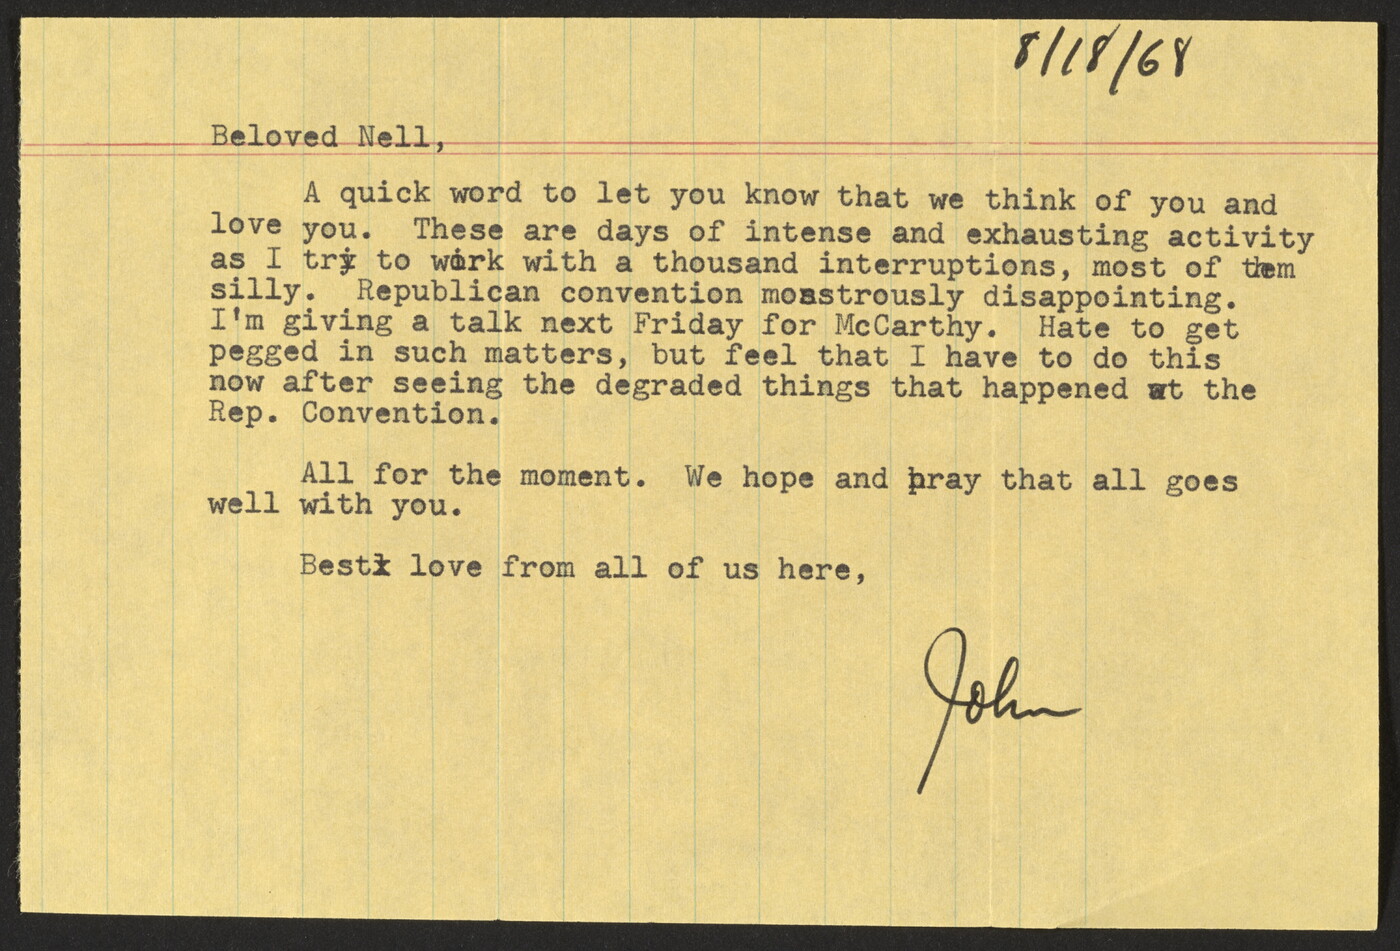 8/18/68
Beloved Nell,
A quick word to let you know that we think of you and
love you. These are days of intense and exhausting activity
as I try to work with a thousand interruptions, most of them
silly. Republican convention monstrously disappointing.
I'm giving a talk next Friday for McCarthy. Hate to get
pegged in such matters, but feel that I have to do this
now after seeing the degraded things that happened at the
Rep. Convention.
All for the moment. We hope and pray that all goes
well with you.
Best love from all of us here,
John